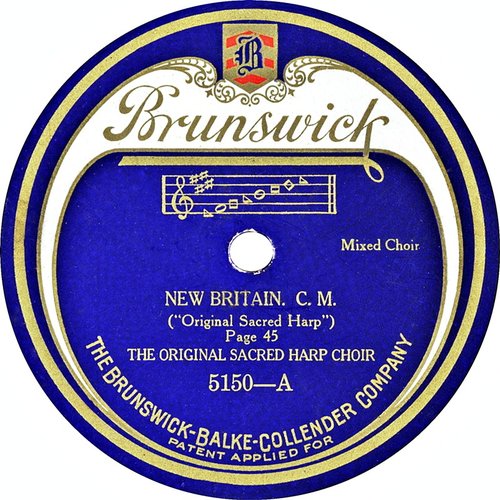 B
Brunswick
Mixed Choir
NEW BRITAIN. C. M.
("Original Sacred Harp")
Page 45
THE ORIGINAL SACRED HARP CHOIR
5150—A
THE BRUNSWICK-BALKE-COLLENDER COMPANY
PATENT APPLIED FOR